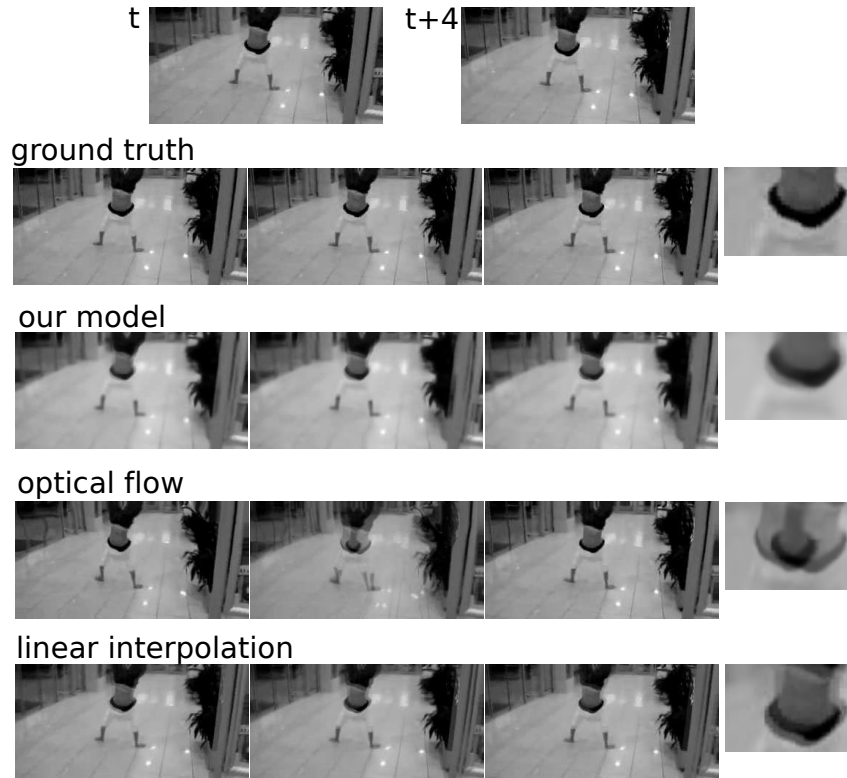 t t+4
ground truth
our model
optical flow
linear interpolation